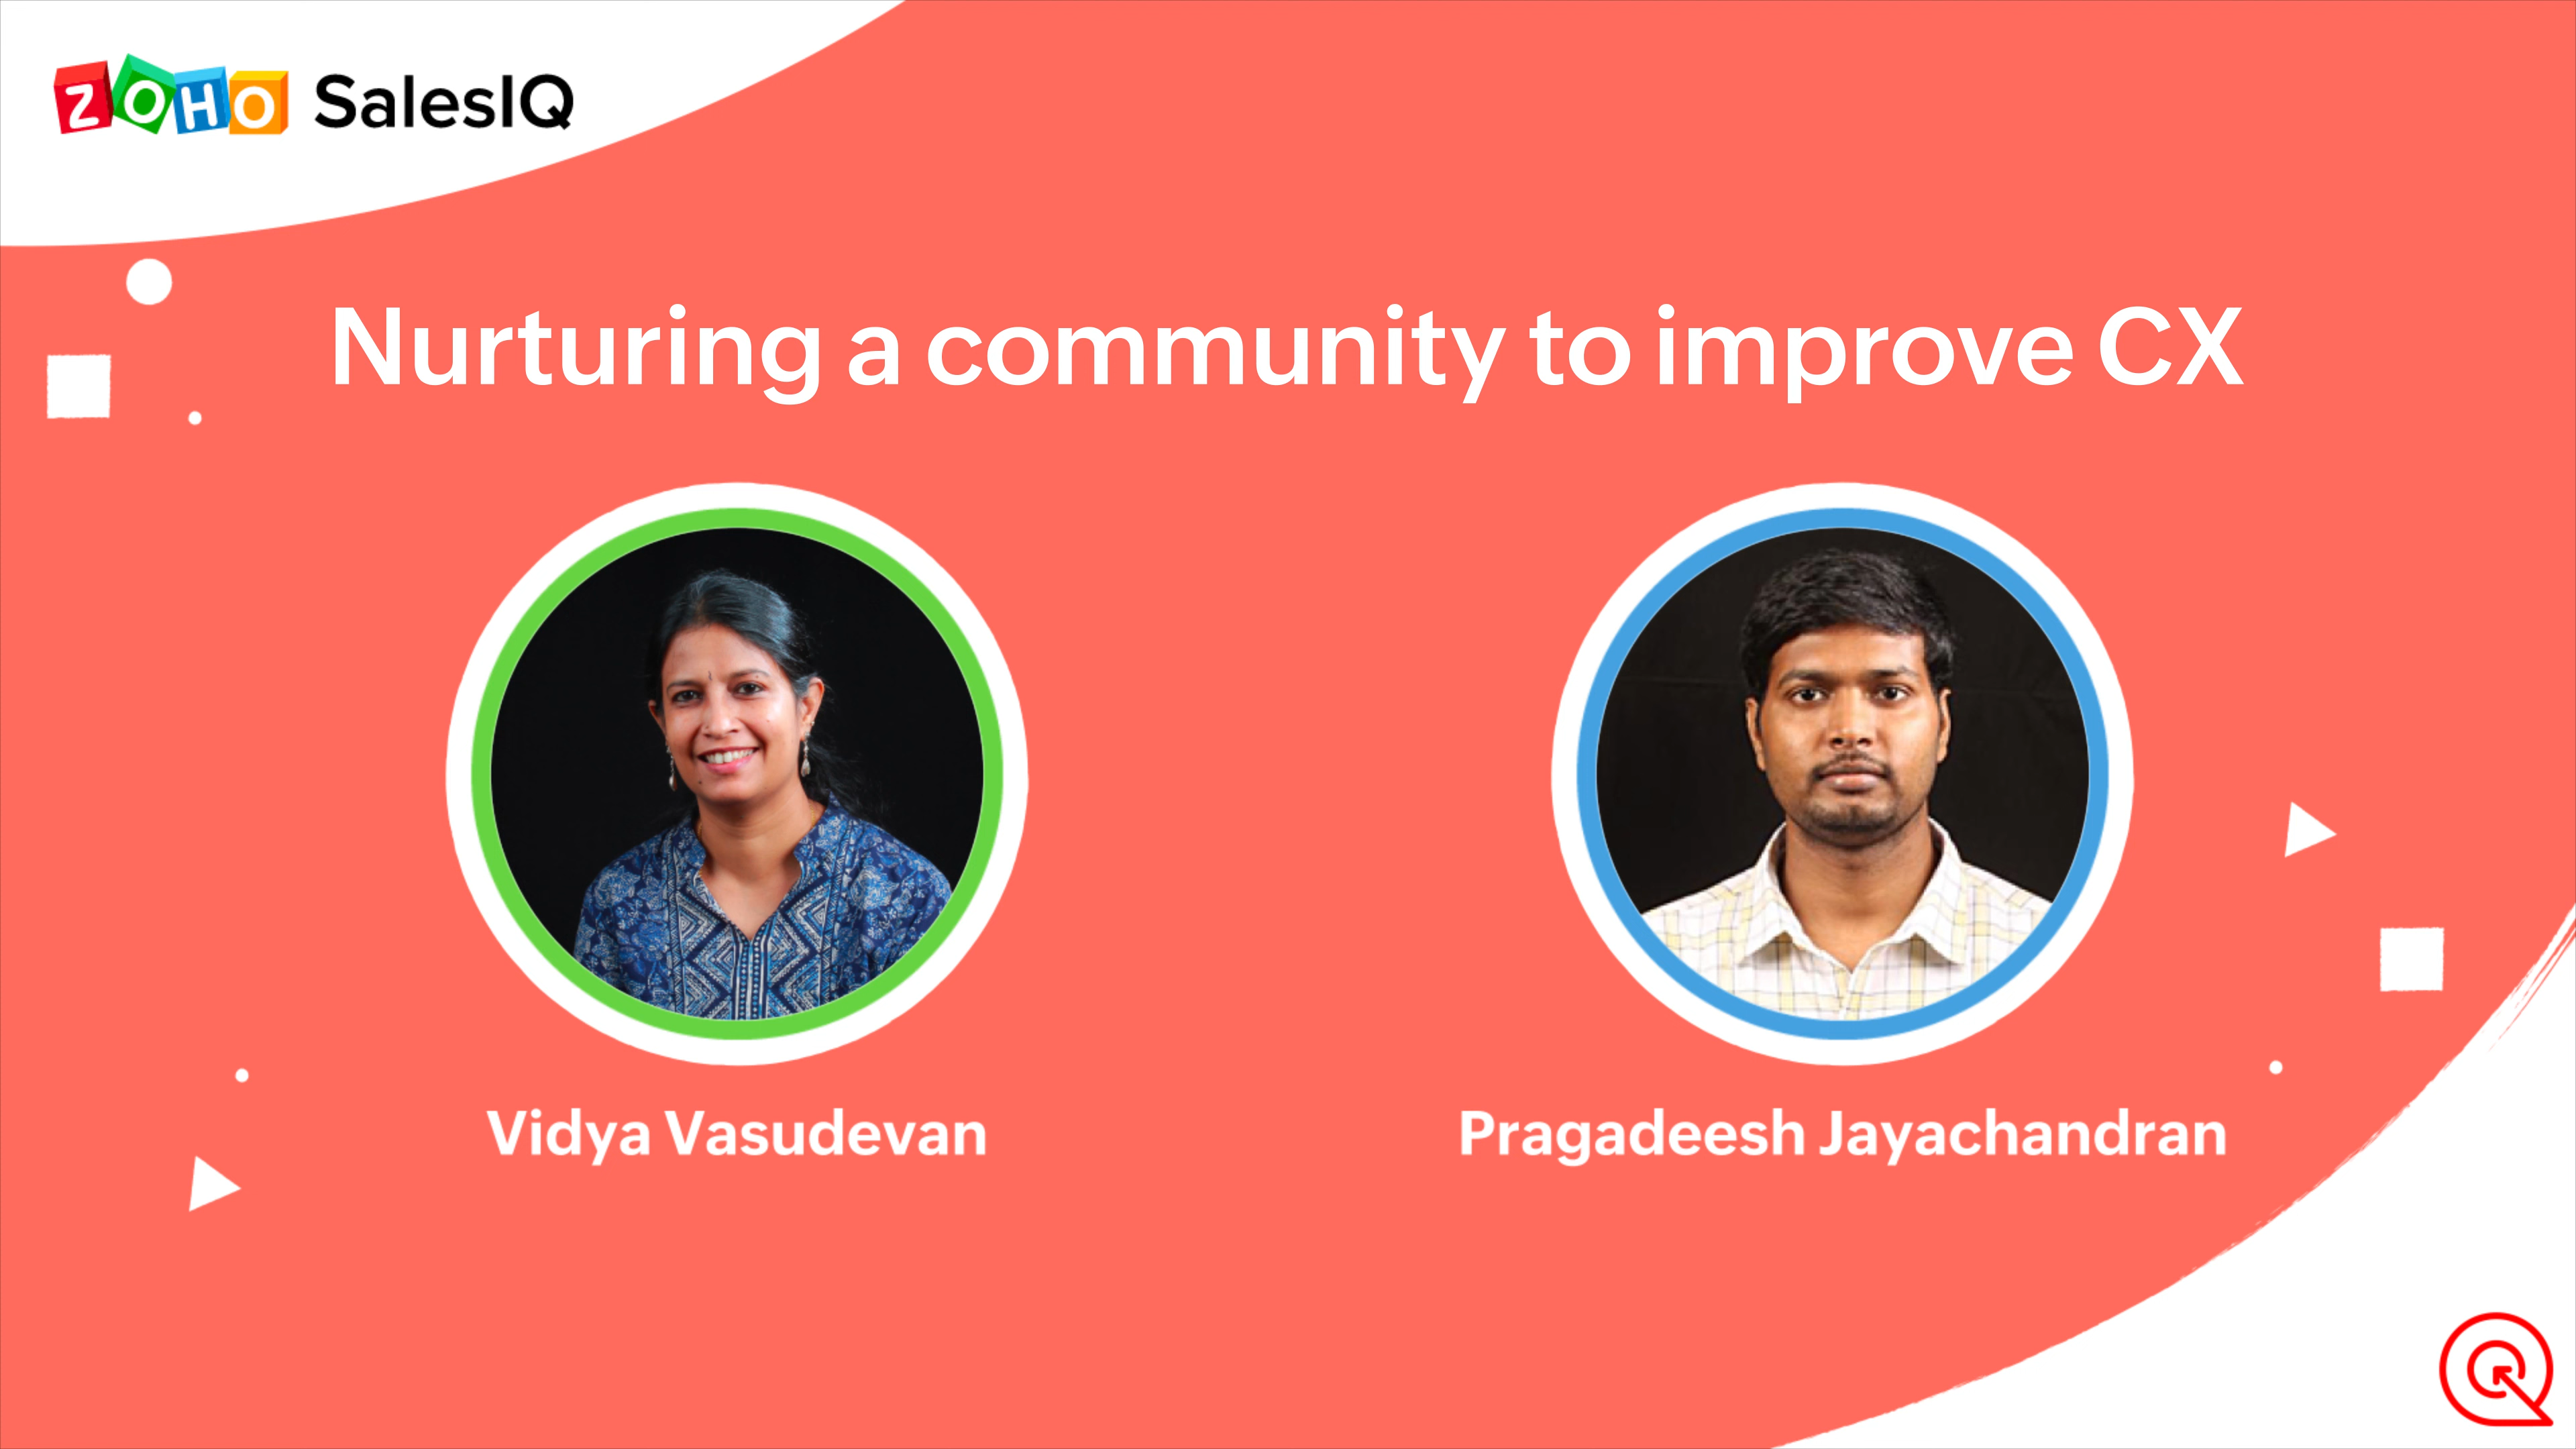 ZOHO SalesIQ
Nurturing a community to improve CX
Vidya Vasudevan
Pragadeesh Jayachandran